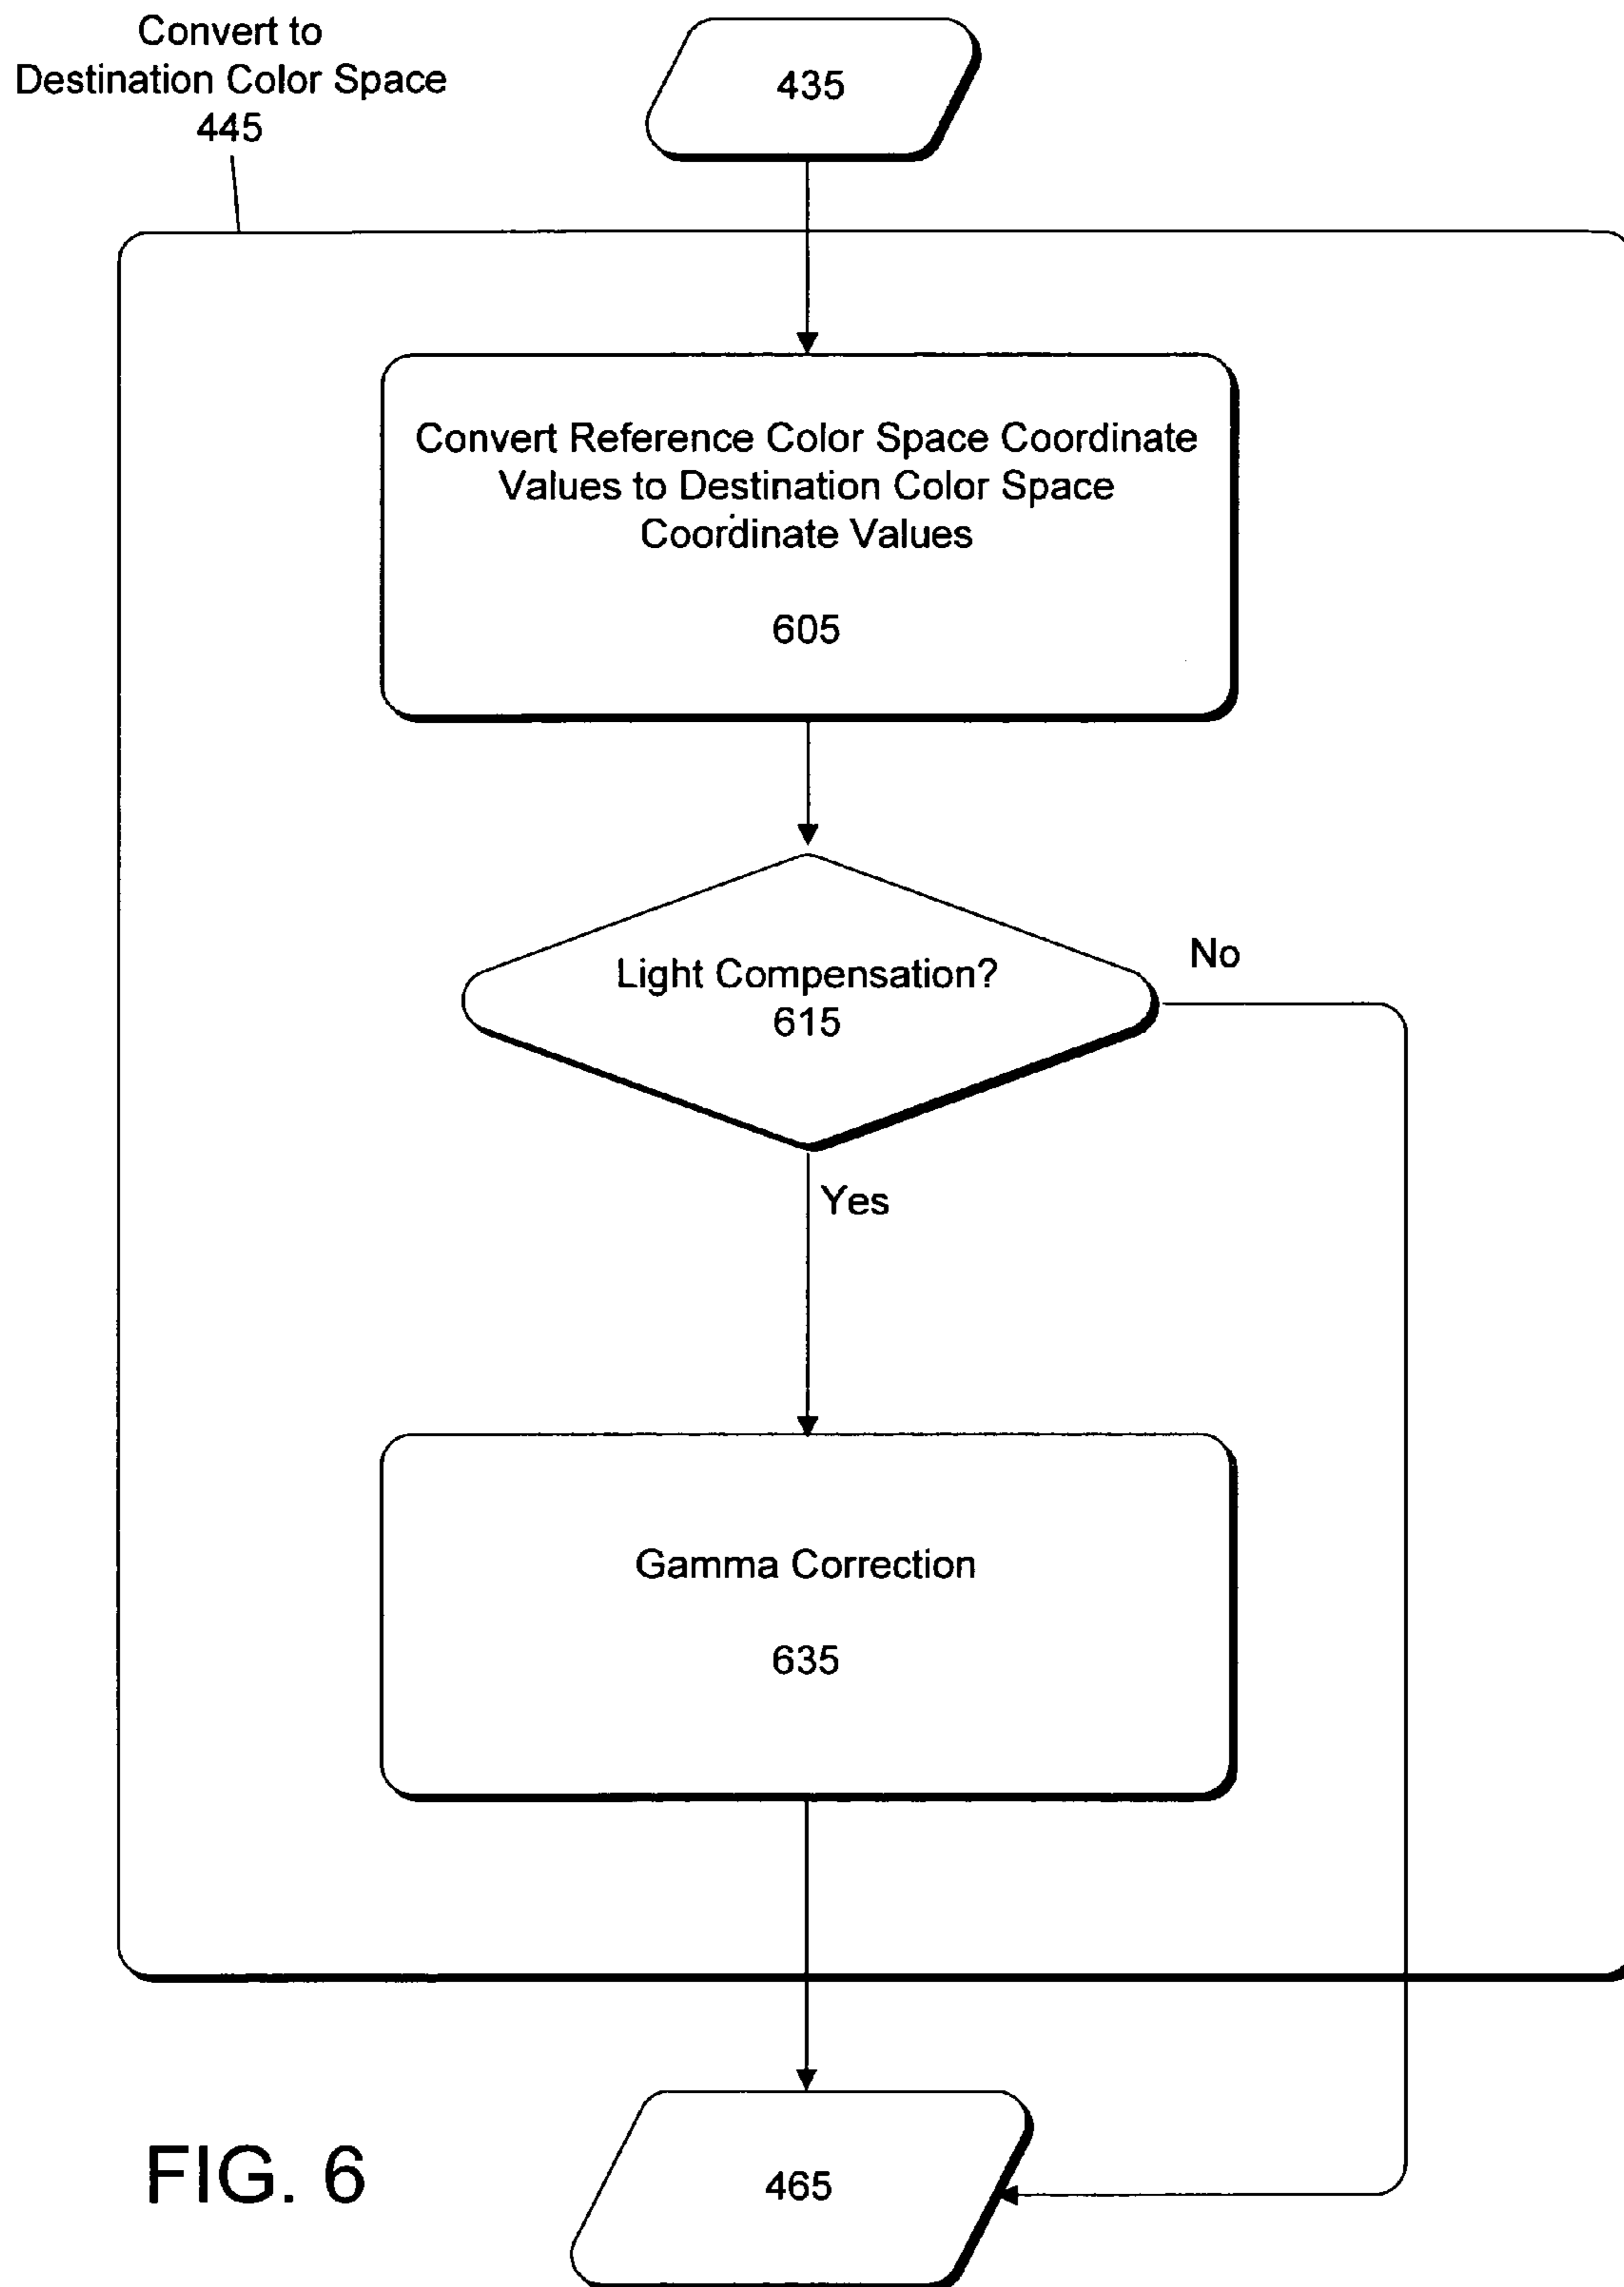 Convert to
Destination Color Space
445
435
Convert Reference Color Space Coordinate
Values to Destination Color Space
Coordinate Values
605
Light Compensation?
615
No
Yes
Gamma Correction
635
465
FIG. 6